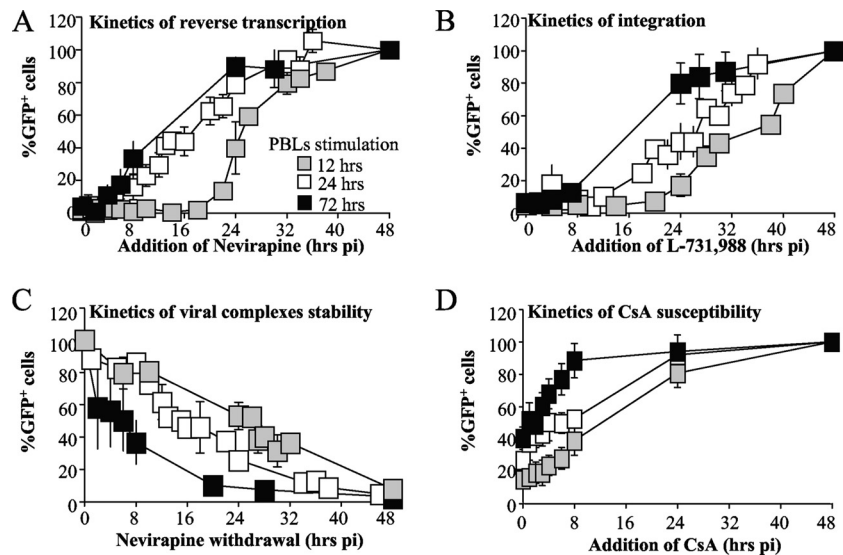 A
Kinetics of reverse transcription
%GFP+ cells
120
100
80
60
40
20
0
PBLs stimulation
12 hrs
24 hrs
72 hrs
0 8 16 24 32 40 48
Addition of Nevirapine (hrs pi)
B
Kinetics of integration
%GFP+ cells
120
100
80
60
40
20
0
0 8 16 24 32 40 48
Addition of L-731,988 (hrs pi)
C
Kinetics of viral complexes stability
%GFP+ cells
120
100
80
60
40
20
0
0 8 16 24 32 40 48
Nevirapine withdrawal (hrs pi)
D
Kinetics of CsA susceptibility
%GFP+ cells
120
100
80
60
40
20
0
0 8 16 24 32 40 48
Addition of CsA (hrs pi)